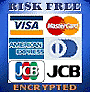 RISK FREE
VISA MasterCard
AMERICAN EXPRESS
JCB JCB
ENCRYPTED